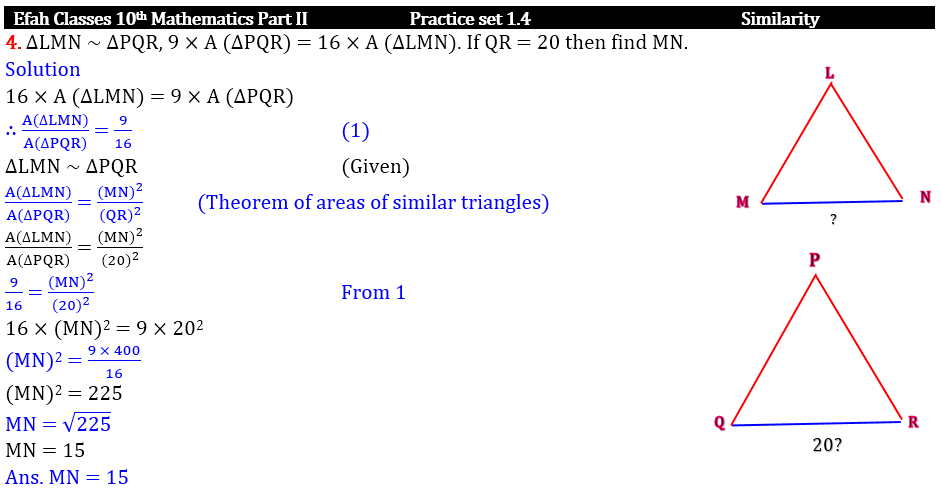 Efah Classes 10th Mathematics Part II Practice set 1.4 Similarity
4. ΔLMN ~ ΔPQR, 9 × A (ΔPQR) = 16 × A (ΔLMN). If QR = 20 then find MN.
Solution
16 × A (ΔLMN) = 9 × A (ΔPQR)
∴ A(ΔLMN)/A(ΔPQR) = 9/16 (1)
ΔLMN ~ ΔPQR (Given)
A(ΔLMN)/A(ΔPQR) = (MN)²/(QR)² (Theorem of areas of similar triangles)
A(ΔLMN)/A(ΔPQR) = (MN)²/(20)²
9/16 = (MN)²/(20)² From 1
16 × (MN)² = 9 × 20²
(MN)² = 9 × 400/16
(MN)² = 225
MN = √225
MN = 15
Ans. MN = 15
L
M
N
?
P
Q
R
20?